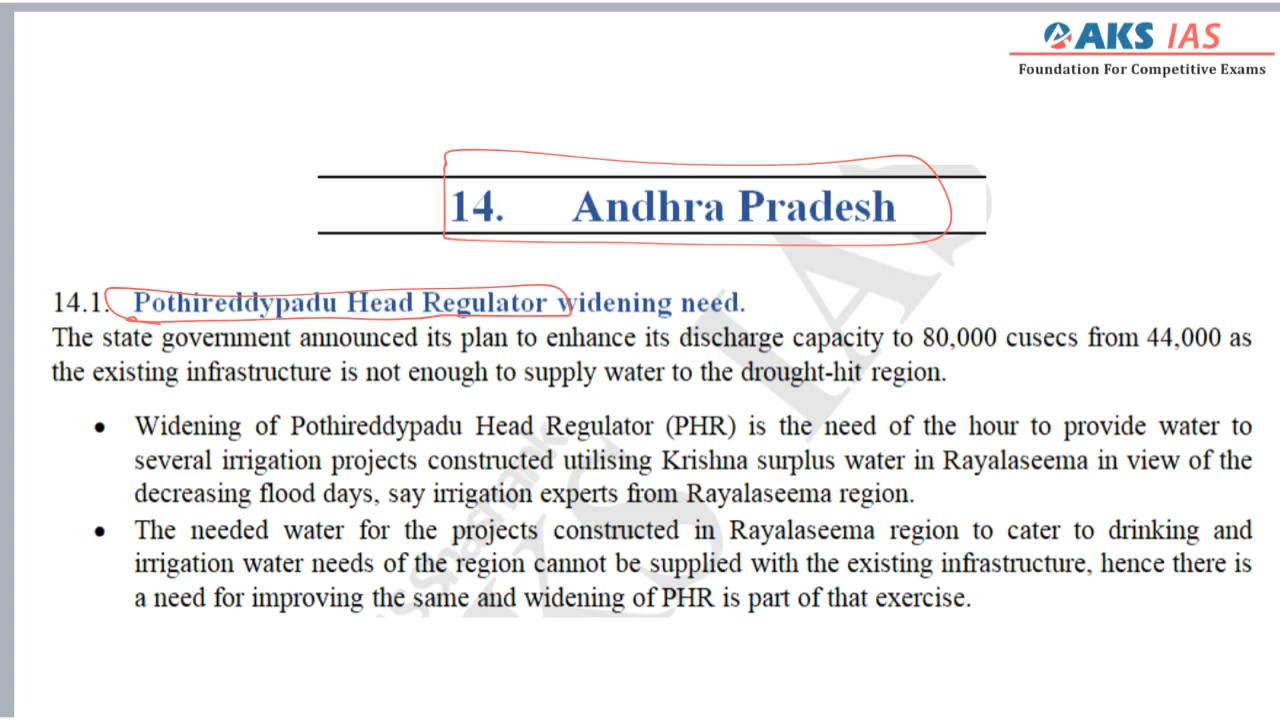 AKS IAS
Foundation For Competitive Exams
14. Andhra Pradesh
14.1. Pothireddypadu Head Regulator widening need.
The state government announced its plan to enhance its discharge capacity to 80,000 cusecs from 44,000 as
the existing infrastructure is not enough to supply water to the drought-hit region.
• Widening of Pothireddypadu Head Regulator (PHR) is the need of the hour to provide water to
several irrigation projects constructed utilising Krishna surplus water in Rayalaseema in view of the
decreasing flood days, say irrigation experts from Rayalaseema region.
• The needed water for the projects constructed in Rayalaseema region to cater to drinking and
irrigation water needs of the region cannot be supplied with the existing infrastructure, hence there is
a need for improving the same and widening of PHR is part of that exercise.